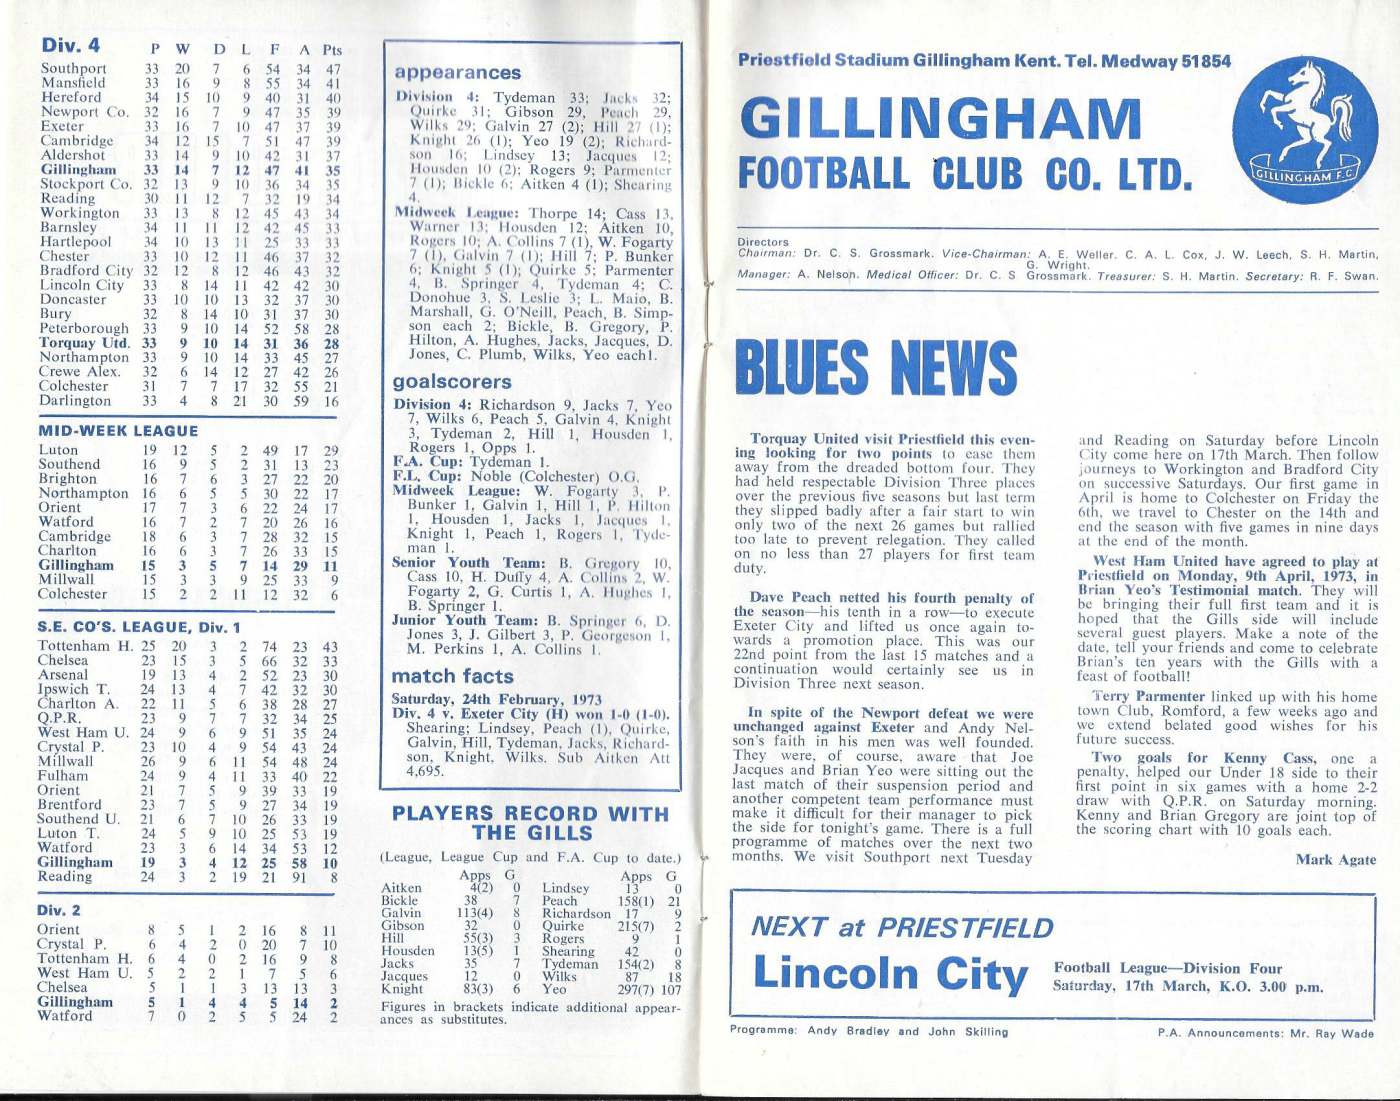 Div. 4 P W D L F A Pts
Southport 33 20 7 6 54 34 47
Mansfield 33 16 9 8 55 34 41
Hereford 34 15 10 9 40 31 40
Newport Co. 32 16 7 9 47 35 39
Exeter 33 16 7 10 47 37 39
Cambridge 34 12 15 7 51 47 39
Aldershot 33 14 9 10 42 31 37
Gillingham 33 14 7 12 47 41 35
Stockport Co. 32 13 9 10 36 34 35
Reading 30 11 12 7 32 19 34
Workington 33 13 8 12 45 43 34
Barnsley 34 11 11 12 42 45 33
Hartlepool 34 10 13 11 25 33 33
Chester 33 10 12 11 46 37 32
Bradford City 32 12 8 12 46 43 32
Lincoln City 33 8 14 11 42 42 30
Doncaster 33 10 10 13 32 37 30
Bury 32 8 14 10 31 37 30
Peterborough 33 9 10 14 52 58 28
Torquay Utd. 33 9 10 14 31 36 28
Northampton 33 9 10 14 33 45 27
Crewe Alex. 32 6 14 12 27 42 26
Colchester 31 7 7 17 32 55 21
Darlington 33 4 8 21 30 59 16
MID-WEEK LEAGUE
Luton 19 12 5 2 49 17 29
Southend 16 9 5 2 31 13 23
Brighton 16 7 6 3 27 22 20
Northampton 16 6 5 5 30 22 17
Orient 17 7 3 6 22 24 17
Watford 16 7 2 7 20 26 16
Cambridge 18 6 3 7 28 32 15
Charlton 16 6 3 7 26 33 15
Gillingham 15 3 5 7 14 29 11
Millwall 15 3 3 9 25 33 9
Colchester 15 2 2 11 12 32 6
S.E. CO'S. LEAGUE, Div. 1
Tottenham H. 25 20 3 2 74 23 43
Chelsea 23 15 3 5 66 32 33
Arsenal 19 13 4 2 52 23 30
Ipswich T. 24 13 4 7 42 32 30
Charlton A. 22 11 5 6 38 28 27
Q.P.R. 23 9 7 7 32 34 25
West Ham U. 24 9 6 9 51 35 24
Crystal P. 23 10 4 9 54 43 24
Millwall 26 9 6 11 54 48 24
Fulham 24 9 4 11 33 40 22
Orient 21 7 5 9 39 33 19
Brentford 23 7 5 9 27 34 19
Southend U. 21 6 7 10 26 33 19
Luton T. 24 5 9 10 25 53 19
Watford 23 3 6 14 34 53 12
Gillingham 19 3 4 12 25 58 10
Reading 24 3 2 19 21 91 8
Div. 2
Orient 8 5 1 2 16 8 11
Crystal P. 6 4 2 0 20 7 10
Tottenham H. 6 4 0 2 16 9 8
West Ham U. 5 2 2 1 7 5 6
Chelsea 5 1 1 3 13 13 3
Gillingham 5 1 4 4 5 14 2
Watford 7 0 2 5 5 24 2
appearances
Division 4: Tydeman 33; Jacks 32;
Quirke 31; Gibson 29, Peach 29,
Wilks 29; Galvin 27 (2); Hill 27 (1);
Knight 26 (1); Yeo 19 (2); Richard-
son 16; Lindsey 13; Jacques 12;
Housden 10 (2); Rogers 9; Parmenter
7 (1); Bickle 6; Aitken 4 (1); Shearing
4.
Midweek League: Thorpe 14; Cass 13,
Warner 13; Housden 12; Aitken 10,
Rogers 10; A. Collins 7 (1), W. Fogarty
7 (1), Galvin 7 (1); Hill 7; P. Bunker
6; Knight 5 (1); Quirke 5; Parmenter
4, B. Springer 4, Tydeman 4; C.
Donohue 3, S. Leslie 3; L. Maio, B.
Marshall, G. O'Neill, Peach, B. Simp-
son each 2; Bickle, B. Gregory, P.
Hilton, A. Hughes, Jacks, Jacques, D.
Jones, C. Plumb, Wilks, Yeo each1.
goalscorers
Division 4: Richardson 9, Jacks 7, Yeo
7, Wilks 6, Peach 5, Galvin 4, Knight
3, Tydeman 2, Hill 1, Housden 1,
Rogers 1, Opps 1.
F.A. Cup: Tydeman 1.
F.L. Cup: Noble (Colchester) O.G.
Midweek League: W. Fogarty 3, P.
Bunker 1, Galvin 1, Hill 1, P. Hilton
1, Housden 1, Jacks 1, Jacques 1,
Knight 1, Peach 1, Rogers 1, Tyde-
man 1.
Senior Youth Team: B. Gregory 10,
Cass 10, H. Duffy 4, A. Collins 2, W.
Fogarty 2, G. Curtis 1, A. Hughes 1,
B. Springer 1.
Junior Youth Team: B. Springer 6, D.
Jones 3, J. Gilbert 3, P. Georgeson 1,
M. Perkins 1, A. Collins 1.
match facts
Saturday, 24th February, 1973
Div. 4 v. Exeter City (H) won 1-0 (1-0).
Shearing; Lindsey, Peach (1), Quirke,
Galvin, Hill, Tydeman, Jacks, Richard-
son, Knight, Wilks. Sub Aitken Att
4,695.
PLAYERS RECORD WITH
THE GILLS
(League, League Cup and F.A. Cup to date.)
Apps G Apps G
Aitken 4(2) 0 Lindsey 13 0
Bickle 38 7 Peach 158(1) 21
Galvin 113(4) 8 Richardson 17 9
Gibson 32 0 Quirke 215(7) 2
Hill 55(3) 3 Rogers 9 1
Housden 13(5) 1 Shearing 42 0
Jacks 35 7 Tydeman 154(2) 8
Jacques 12 0 Wilks 87 18
Knight 83(3) 6 Yeo 297(7) 107
Figures in brackets indicate additional appear-
ances as substitutes.
Priestfield Stadium Gillingham Kent. Tel. Medway 51854
GILLINGHAM
FOOTBALL CLUB CO. LTD.
GILLINGHAM F.C.
Directors
Chairman: Dr. C. S. Grossmark. Vice-Chairman: A. E. Weller. C. A. L. Cox, J. W. Leech, S. H. Martin,
G. Wright.
Manager: A. Nelson. Medical Officer: Dr. C. S Grossmark. Treasurer: S. H. Martin. Secretary: R. F. Swan.
BLUES NEWS
Torquay United visit Priestfield this even-
ing looking for two points to ease them
away from the dreaded bottom four. They
had held respectable Division Three places
over the previous five seasons but last term
they slipped badly after a fair start to win
only two of the next 26 games but rallied
too late to prevent relegation. They called
on no less than 27 players for first team
duty.
Dave Peach netted his fourth penalty of
the season—his tenth in a row—to execute
Exeter City and lifted us once again to-
wards a promotion place. This was our
22nd point from the last 15 matches and a
continuation would certainly see us in
Division Three next season.
In spite of the Newport defeat we were
unchanged against Exeter and Andy Nel-
son's faith in his men was well founded.
They were, of course, aware that Joe
Jacques and Brian Yeo were sitting out the
last match of their suspension period and
another competent team performance must
make it difficult for their manager to pick
the side for tonight's game. There is a full
programme of matches over the next two
months. We visit Southport next Tuesday
and Reading on Saturday before Lincoln
City come here on 17th March. Then follow
journeys to Workington and Bradford City
on successive Saturdays. Our first game in
April is home to Colchester on Friday the
6th, we travel to Chester on the 14th and
end the season with five games in nine days
at the end of the month.
West Ham United have agreed to play at
Priestfield on Monday, 9th April, 1973, in
Brian Yeo's Testimonial match. They will
be bringing their full first team and it is
hoped that the Gills side will include
several guest players. Make a note of the
date, tell your friends and come to celebrate
Brian's ten years with the Gills with a
feast of football!
Terry Parmenter linked up with his home
town Club, Romford, a few weeks ago and
we extend belated good wishes for his
future success.
Two goals for Kenny Cass, one a
penalty, helped our Under 18 side to their
first point in six games with a home 2-2
draw with Q.P.R. on Saturday morning.
Kenny and Brian Gregory are joint top of
the scoring chart with 10 goals each.
Mark Agate
NEXT at PRIESTFIELD
Lincoln City
Football League—Division Four
Saturday, 17th March, K.O. 3.00 p.m.
Programme: Andy Bradley and John Skilling
P.A. Announcements: Mr. Ray Wade